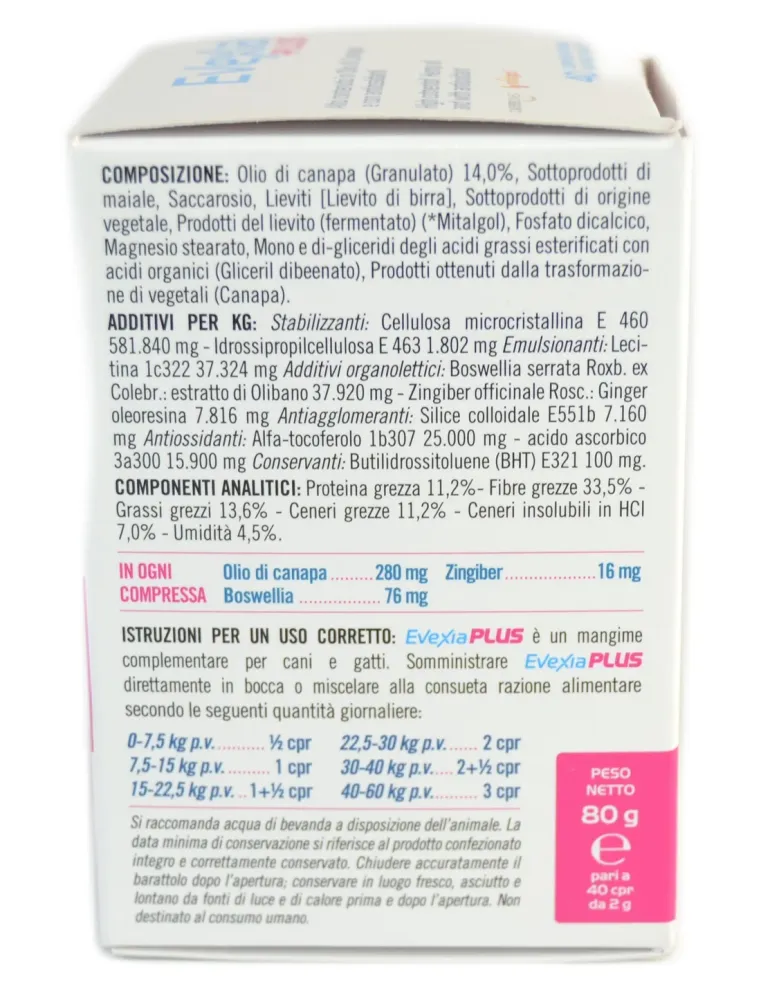 Evexia
PLUS
40
COMPOSIZIONE: Olio di canapa (Granulato) 14,0%, Sottoprodotti di
maiale, Saccarosio, Lieviti [Lievito di birra], Sottoprodotti di origine
vegetale, Prodotti del lievito (fermentato) (*Mitalgol), Fosfato dicalcico,
Magnesio stearato, Mono e di-gliceridi degli acidi grassi esterificati con
acidi organici (Gliceril dibeenato), Prodotti ottenuti dalla trasformazio-
ne di vegetali (Canapa).
ADDITIVI PER KG: Stabilizzanti: Cellulosa microcristallina E 460
581.840 mg - Idrossipropilcellulosa E 463 1.802 mg Emulsionanti: Leci-
tina 1c322 37.324 mg Additivi organolettici: Boswellia serrata Roxb. ex
Colebr.: estratto di Olibano 37.920 mg - Zingiber officinale Rosc.: Ginger
oleoresina 7.816 mg Antiagglomeranti: Silice colloidale E551b 7.160
mg Antiossidanti: Alfa-tocoferolo 1b307 25.000 mg - acido ascorbico
3a300 15.900 mg Conservanti: Butilidrossitoluene (BHT) E321 100 mg.
COMPONENTI ANALITICI: Proteina grezza 11,2%- Fibre grezze 33,5% -
Grassi grezzi 13,6% - Ceneri grezze 11,2% - Ceneri insolubili in HCl
7,0% - Umidità 4,5%.
IN OGNI Olio di canapa ......... 280 mg Zingiber ................... 16 mg
COMPRESSA Boswellia ................. 76 mg
ISTRUZIONI PER UN USO CORRETTO: Evexia PLUS è un mangime
complementare per cani e gatti. Somministrare Evexia PLUS
direttamente in bocca o miscelare alla consueta razione alimentare
secondo le seguenti quantità giornaliere:
0-7,5 kg p.v. .......... ½ cpr 22,5-30 kg p.v. ...... 2 cpr
7,5-15 kg p.v. ......... 1 cpr 30-40 kg p.v. .... 2+½ cpr
15-22,5 kg p.v. .. 1+½ cpr 40-60 kg p.v. ......... 3 cpr
Si raccomanda acqua di bevanda a disposizione dell'animale. La
data minima di conservazione si riferisce al prodotto confezionato
integro e correttamente conservato. Chiudere accuratamente il
barattolo dopo l'apertura; conservare in luogo fresco, asciutto e
lontano da fonti di luce e di calore prima e dopo l'apertura. Non
destinato al consumo umano.
PESO
NETTO
80 g
e
pari a
40 cpr
da 2 g